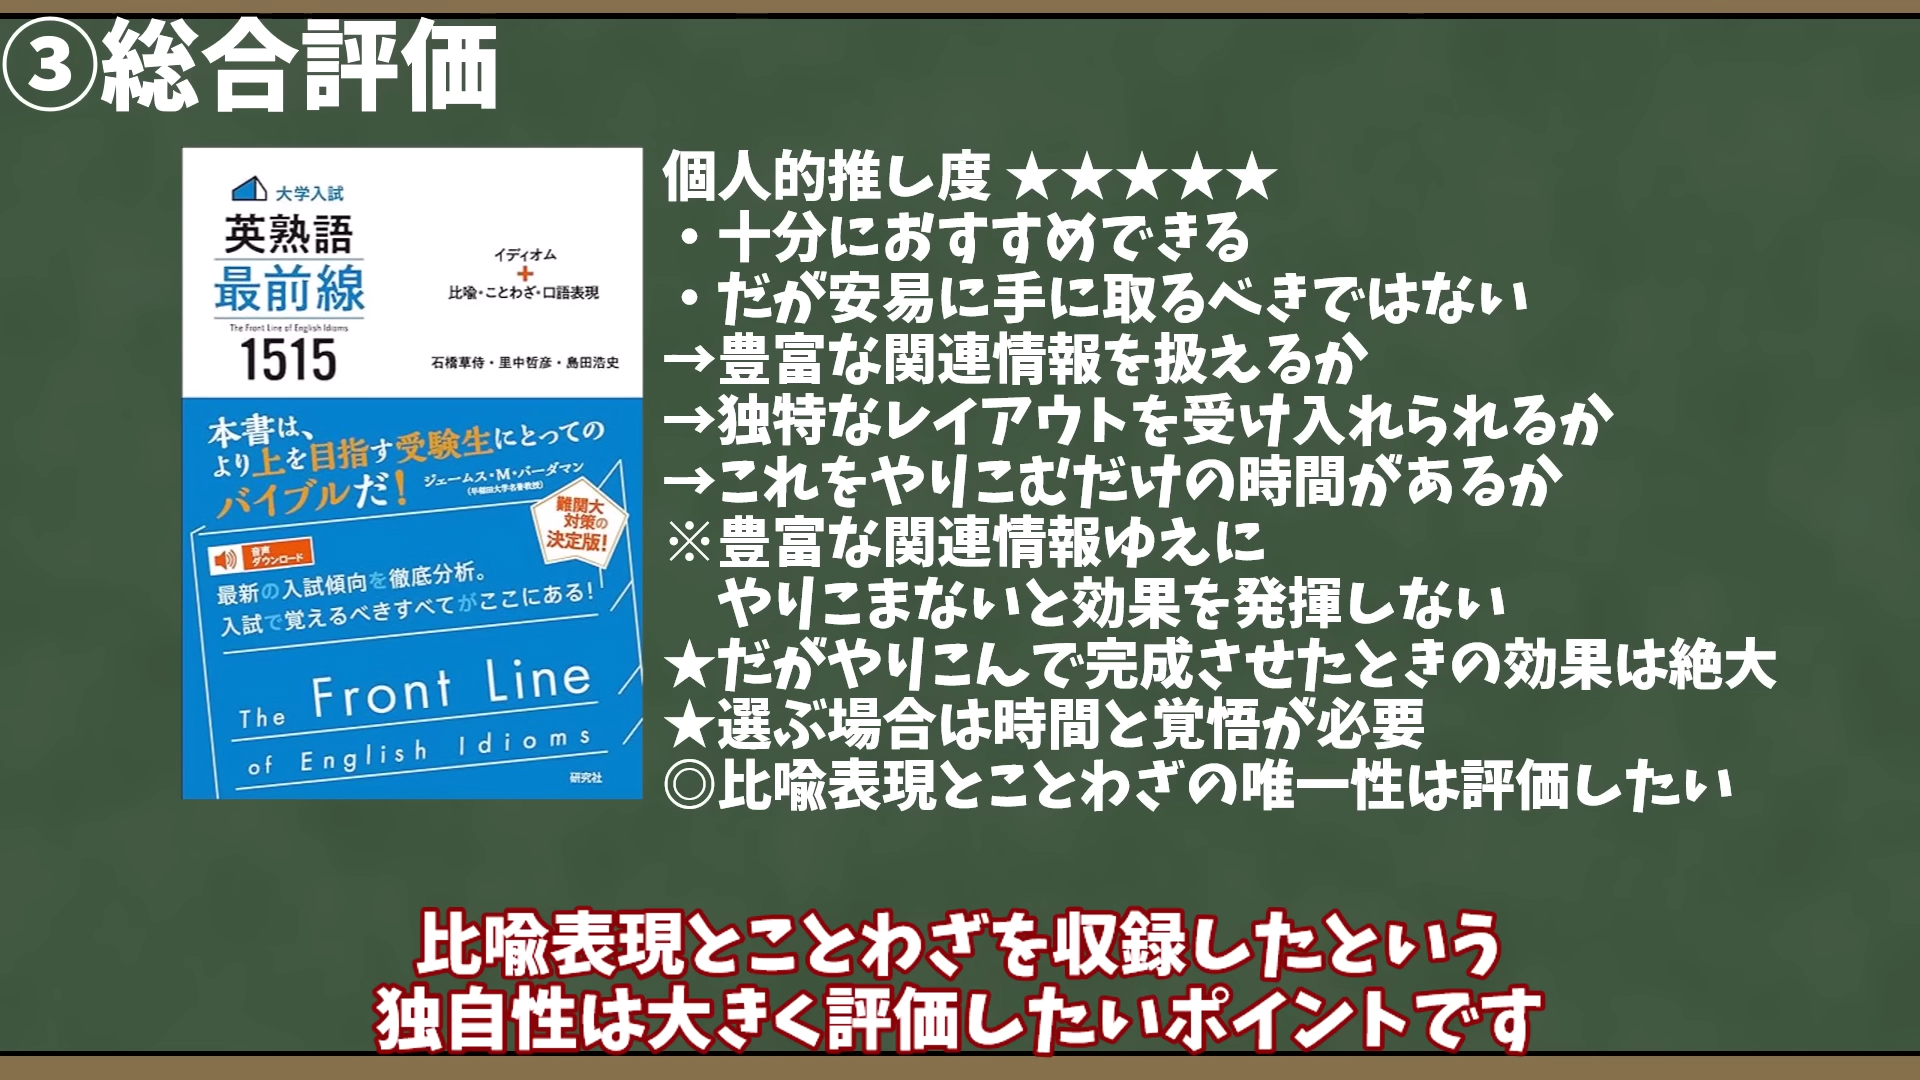 ③総合評価
大学入試
英熟語
最前線
The Front Line of English Idioms
1515
イディオム
+
比喩・ことわざ・口語表現
石橋草侍・里中哲彦・島田浩史
本書は、
より上を目指す受験生にとっての
バイブルだ!
ジェームス・M・バーダマン
(早稲田大学名誉教授)
難関大
対策の
決定版!
音声
ダウンロード
最新の入試傾向を徹底分析。
入試で覚えるべきすべてがここにある!
The Front Line
of English Idioms
研究社
個人的推し度 ★★★★★
・十分におすすめできる
・だが安易に手に取るべきではない
→豊富な関連情報を扱えるか
→独特なレイアウトを受け入れられるか
→これをやりこむだけの時間があるか
※豊富な関連情報ゆえに
やりこまないと効果を発揮しない
★だがやりこんで完成させたときの効果は絶大
★選ぶ場合は時間と覚悟が必要
◎比喩表現とことわざの唯一性は評価したい
比喩表現とことわざを収録したという
独自性は大きく評価したいポイントです